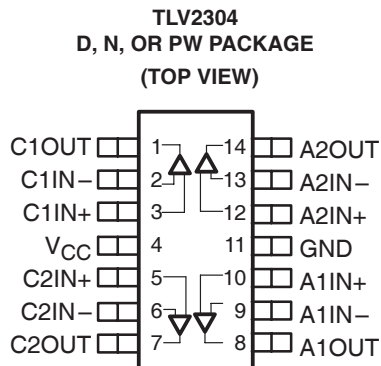 TLV2304
D, N, OR PW PACKAGE
(TOP VIEW)
C1OUT 1 14 A2OUT
C1IN− 2 13 A2IN−
C1IN+ 3 12 A2IN+
VCC 4 11 GND
C2IN+ 5 10 A1IN+
C2IN− 6 9 A1IN−
C2OUT 7 8 A1OUT